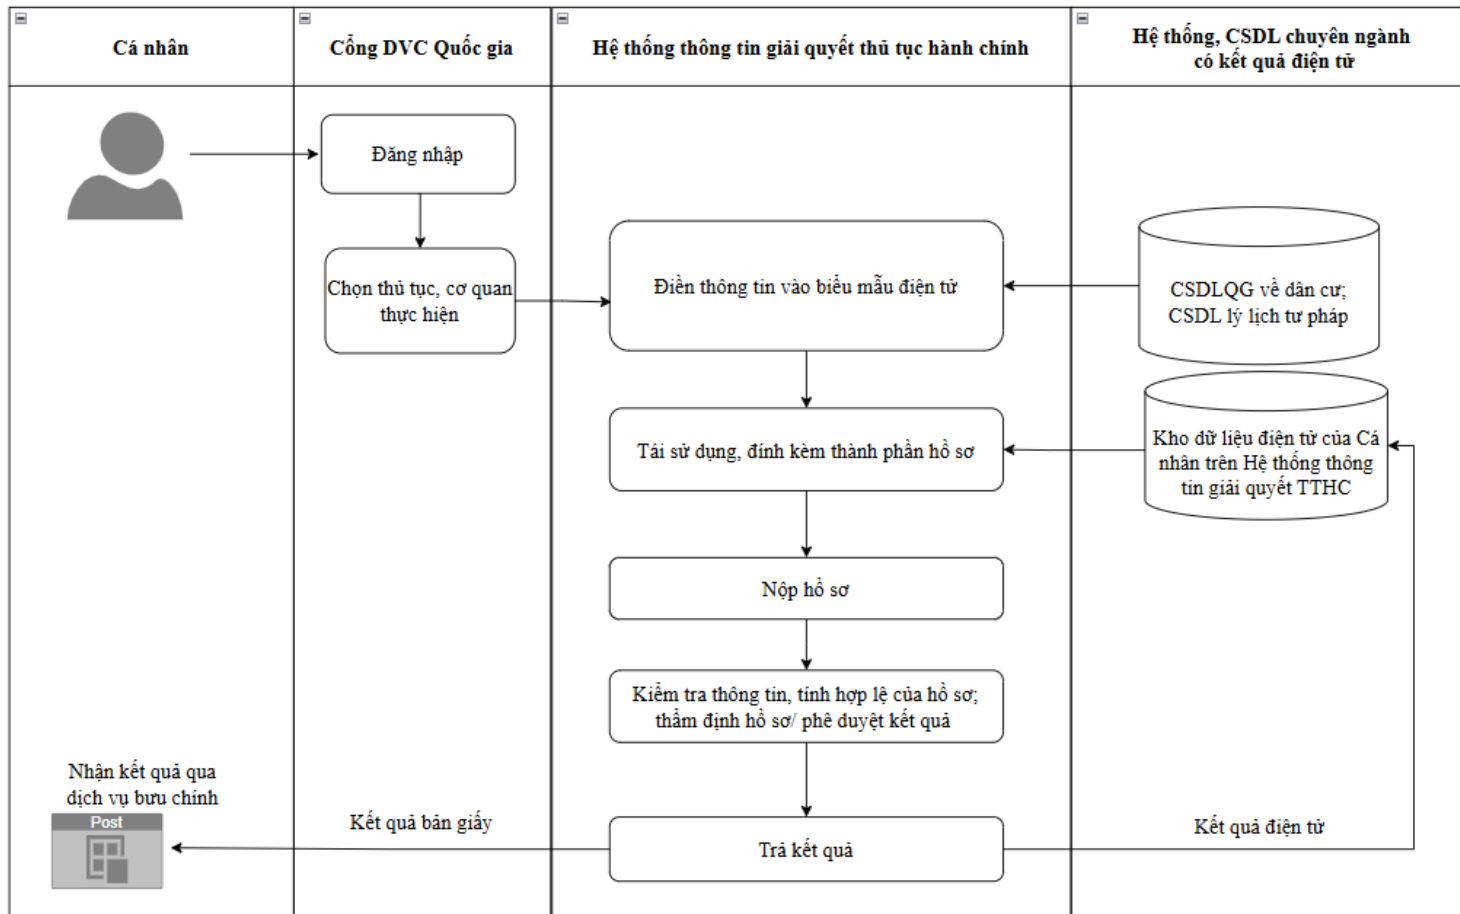 Cá nhân
Cổng DVC Quốc gia
Hệ thống thông tin giải quyết thủ tục hành chính
Hệ thống, CSDL chuyên ngành
có kết quả điện tử
Đăng nhập
Chọn thủ tục, cơ quan
thực hiện
Điền thông tin vào biểu mẫu điện tử
CSDLQG về dân cư;
CSDL lý lịch tư pháp
Tái sử dụng, đính kèm thành phần hồ sơ
Kho dữ liệu điện tử của Cá
nhân trên Hệ thống thông
tin giải quyết TTHC
Nộp hồ sơ
Kiểm tra thông tin, tính hợp lệ của hồ sơ;
thẩm định hồ sơ/ phê duyệt kết quả
Nhận kết quả qua
dịch vụ bưu chính
Post
Kết quả bản giấy
Trả kết quả
Kết quả điện tử